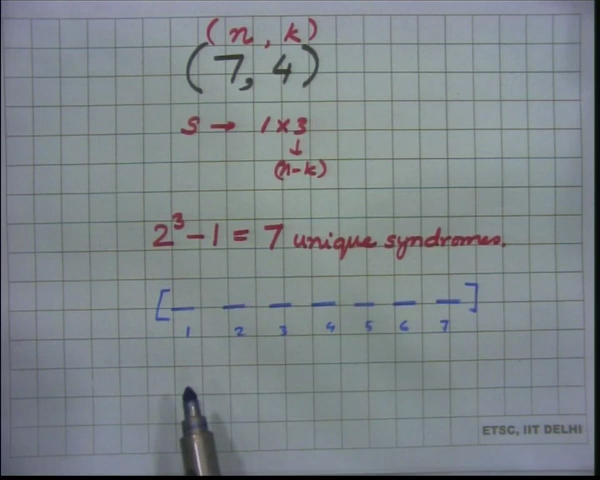 (n, k)
(7, 4)
S → 1×3
↓
(n-k)
2³-1 = 7 unique syndromes.
[_ _ _ _ _ _ _]
1 2 3 4 5 6 7
ETSC, IIT DELHI